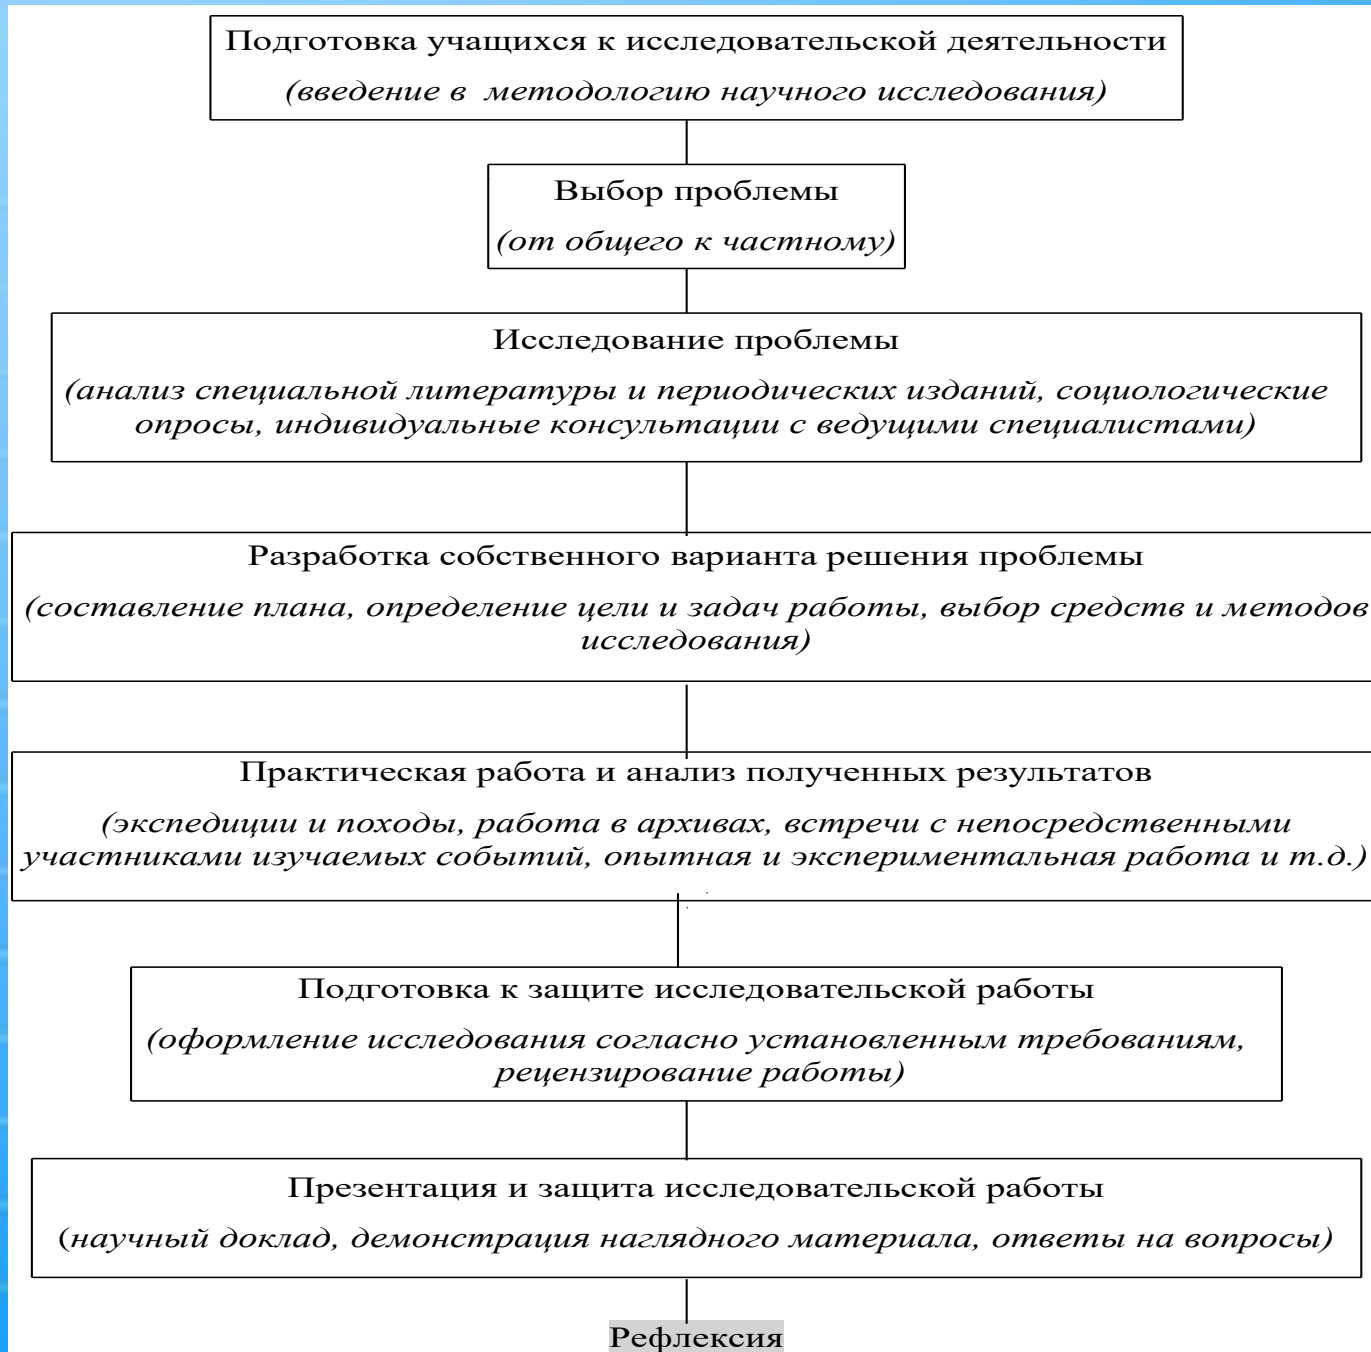 Подготовка учащихся к исследовательской деятельности
(введение в методологию научного исследования)
Выбор проблемы
(от общего к частному)
Исследование проблемы
(анализ специальной литературы и периодических изданий, социологические
опросы, индивидуальные консультации с ведущими специалистами)
Разработка собственного варианта решения проблемы
(составление плана, определение цели и задач работы, выбор средств и методов
исследования)
Практическая работа и анализ полученных результатов
(экспедиции и походы, работа в архивах, встречи с непосредственными
участниками изучаемых событий, опытная и экспериментальная работа и т.д.)
Подготовка к защите исследовательской работы
(оформление исследования согласно установленным требованиям,
рецензирование работы)
Презентация и защита исследовательской работы
(научный доклад, демонстрация наглядного материала, ответы на вопросы)
Рефлексия